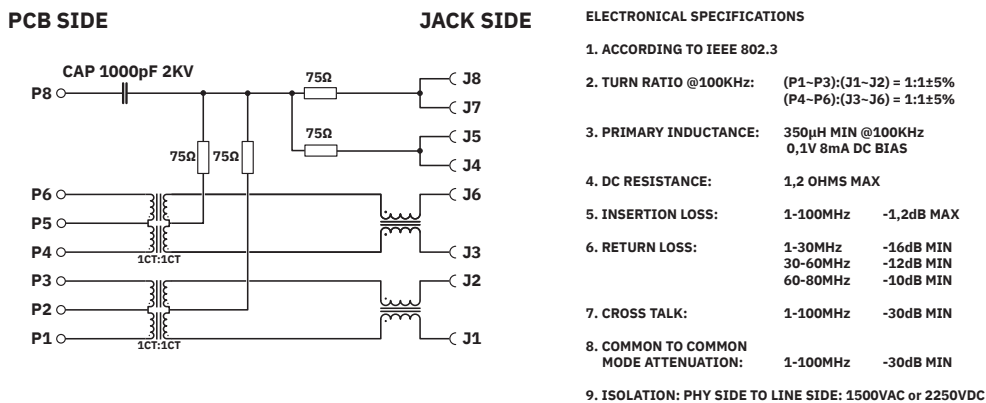 PCB SIDE
JACK SIDE
CAP 1000pF 2KV
P8
75Ω
J8
J7
75Ω
J5
J4
75Ω 75Ω
P6
J6
P5
P4
J3
1CT:1CT
P3
J2
P2
P1
J1
1CT:1CT
ELECTRONICAL SPECIFICATIONS
1. ACCORDING TO IEEE 802.3
2. TURN RATIO @100KHz: (P1~P3):(J1~J2) = 1:1±5%
(P4~P6):(J3~J6) = 1:1±5%
3. PRIMARY INDUCTANCE: 350μH MIN @100KHz
0,1V 8mA DC BIAS
4. DC RESISTANCE: 1,2 OHMS MAX
5. INSERTION LOSS: 1-100MHz -1,2dB MAX
6. RETURN LOSS: 1-30MHz -16dB MIN
30-60MHz -12dB MIN
60-80MHz -10dB MIN
7. CROSS TALK: 1-100MHz -30dB MIN
8. COMMON TO COMMON
MODE ATTENUATION: 1-100MHz -30dB MIN
9. ISOLATION: PHY SIDE TO LINE SIDE: 1500VAC or 2250VDC